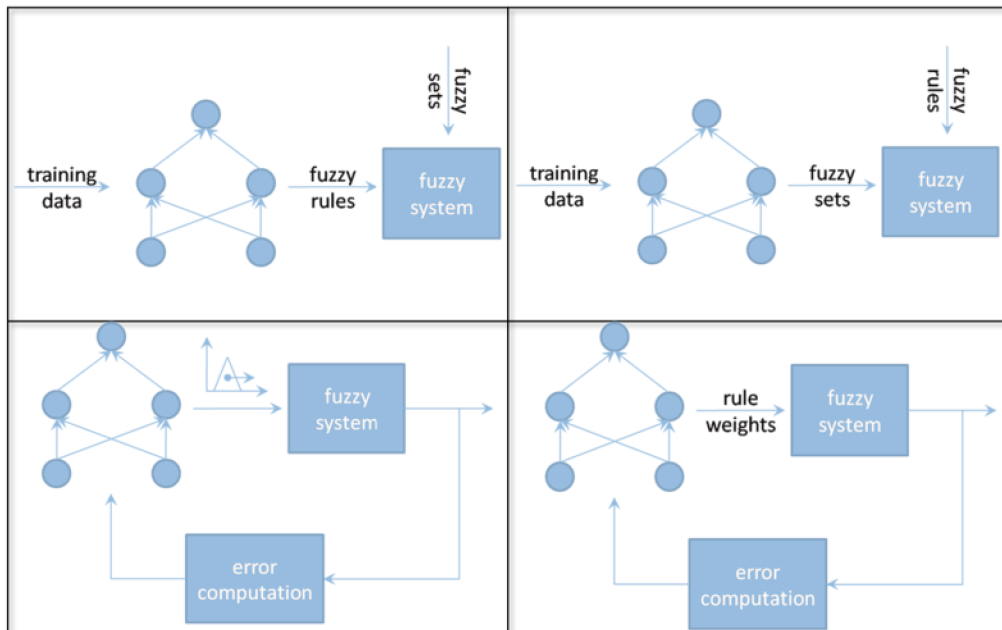 fuzzy
sets
training
data
fuzzy
rules
fuzzy
system
fuzzy
rules
training
data
fuzzy
sets
fuzzy
system
fuzzy
system
error
computation
rule
weights
fuzzy
system
error
computation